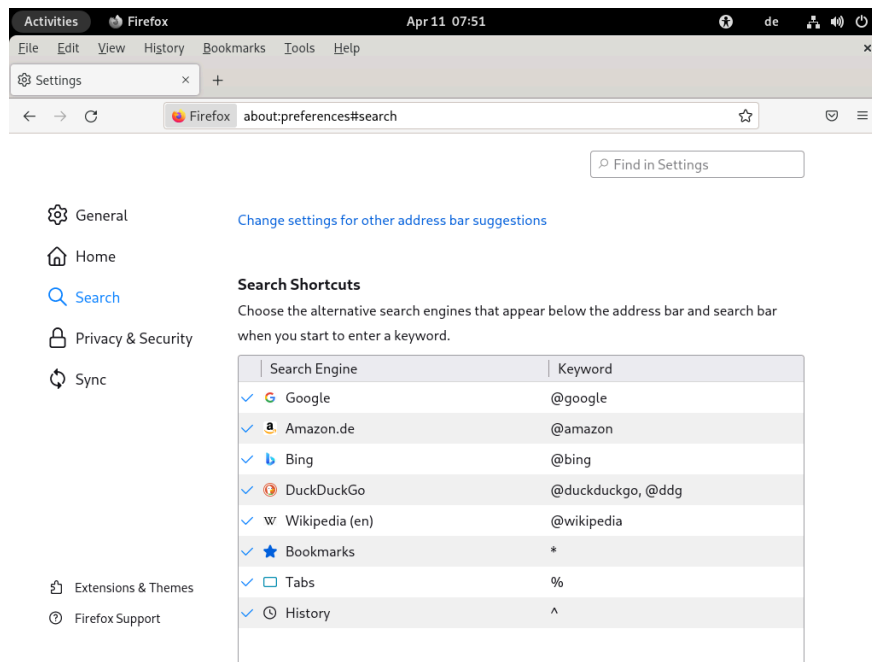 Activities Firefox Apr 11 07:51 de
File Edit View History Bookmarks Tools Help
Settings
Firefox about:preferences#search
Find in Settings
General
Home
Search
Privacy & Security
Sync
Extensions & Themes
Firefox Support
Change settings for other address bar suggestions
Search Shortcuts
Choose the alternative search engines that appear below the address bar and search bar
when you start to enter a keyword.
Search Engine Keyword
Google @google
Amazon.de @amazon
Bing @bing
DuckDuckGo @duckduckgo, @ddg
Wikipedia (en) @wikipedia
Bookmarks *
Tabs %
History ^